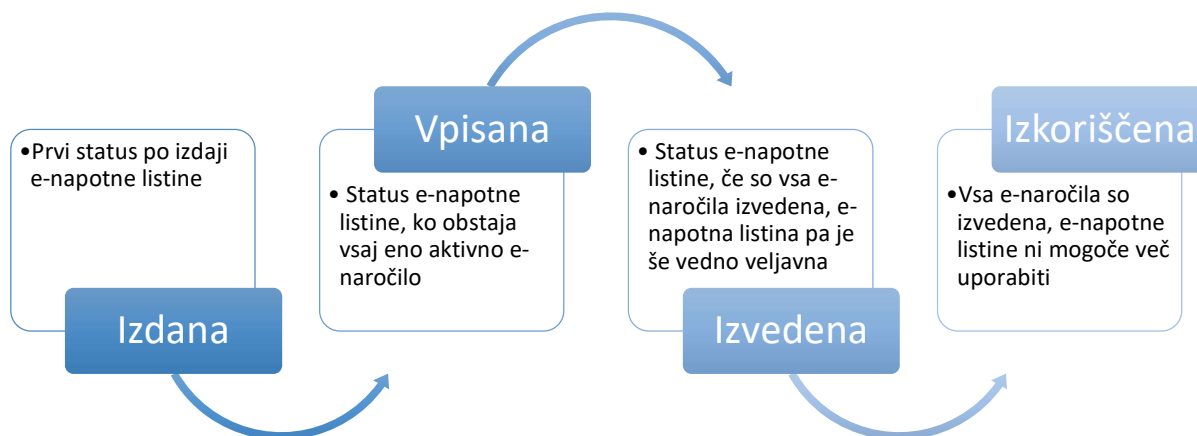 •Prvi status po izdaji
e-napotne listine
Izdana
Vpisana
• Status e-napotne
listine, ko obstaja
vsaj eno aktivno e-
naročilo
• Status e-napotne
listine, če so vsa e-
naročila izvedena, e-
napotna listina pa je
še vedno veljavna
Izvedena
Izkoriščena
•Vsa e-naročila so
izvedena, e-napotne
listine ni mogoče več
uporabiti